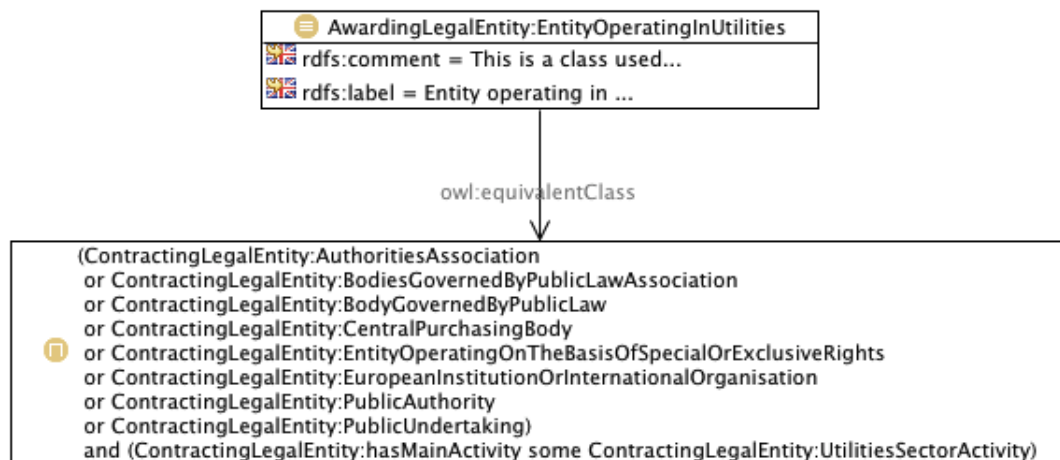 AwardingLegalEntity:EntityOperatingInUtilities
rdfs:comment = This is a class used...
rdfs:label = Entity operating in ...
owl:equivalentClass
(ContractingLegalEntity:AuthoritiesAssociation
or ContractingLegalEntity:BodiesGovernedByPublicLawAssociation
or ContractingLegalEntity:BodyGovernedByPublicLaw
or ContractingLegalEntity:CentralPurchasingBody
or ContractingLegalEntity:EntityOperatingOnTheBasisOfSpecialOrExclusiveRights
or ContractingLegalEntity:EuropeanInstitutionOrInternationalOrganisation
or ContractingLegalEntity:PublicAuthority
or ContractingLegalEntity:PublicUndertaking)
and (ContractingLegalEntity:hasMainActivity some ContractingLegalEntity:UtilitiesSectorActivity)